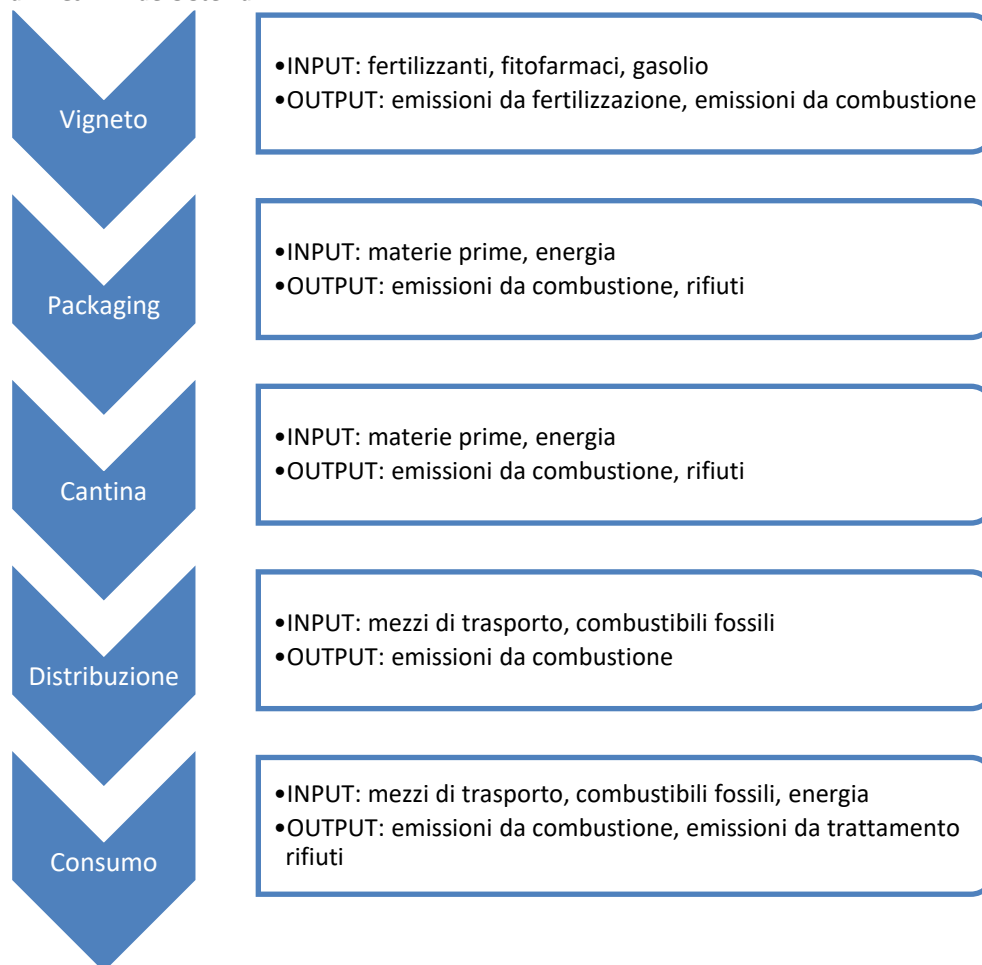 Vigneto
•INPUT: fertilizzanti, fitofarmaci, gasolio
•OUTPUT: emissioni da fertilizzazione, emissioni da combustione
Packaging
•INPUT: materie prime, energia
•OUTPUT: emissioni da combustione, rifiuti
Cantina
•INPUT: materie prime, energia
•OUTPUT: emissioni da combustione, rifiuti
Distribuzione
•INPUT: mezzi di trasporto, combustibili fossili
•OUTPUT: emissioni da combustione
Consumo
•INPUT: mezzi di trasporto, combustibili fossili, energia
•OUTPUT: emissioni da combustione, emissioni da trattamento
rifiuti